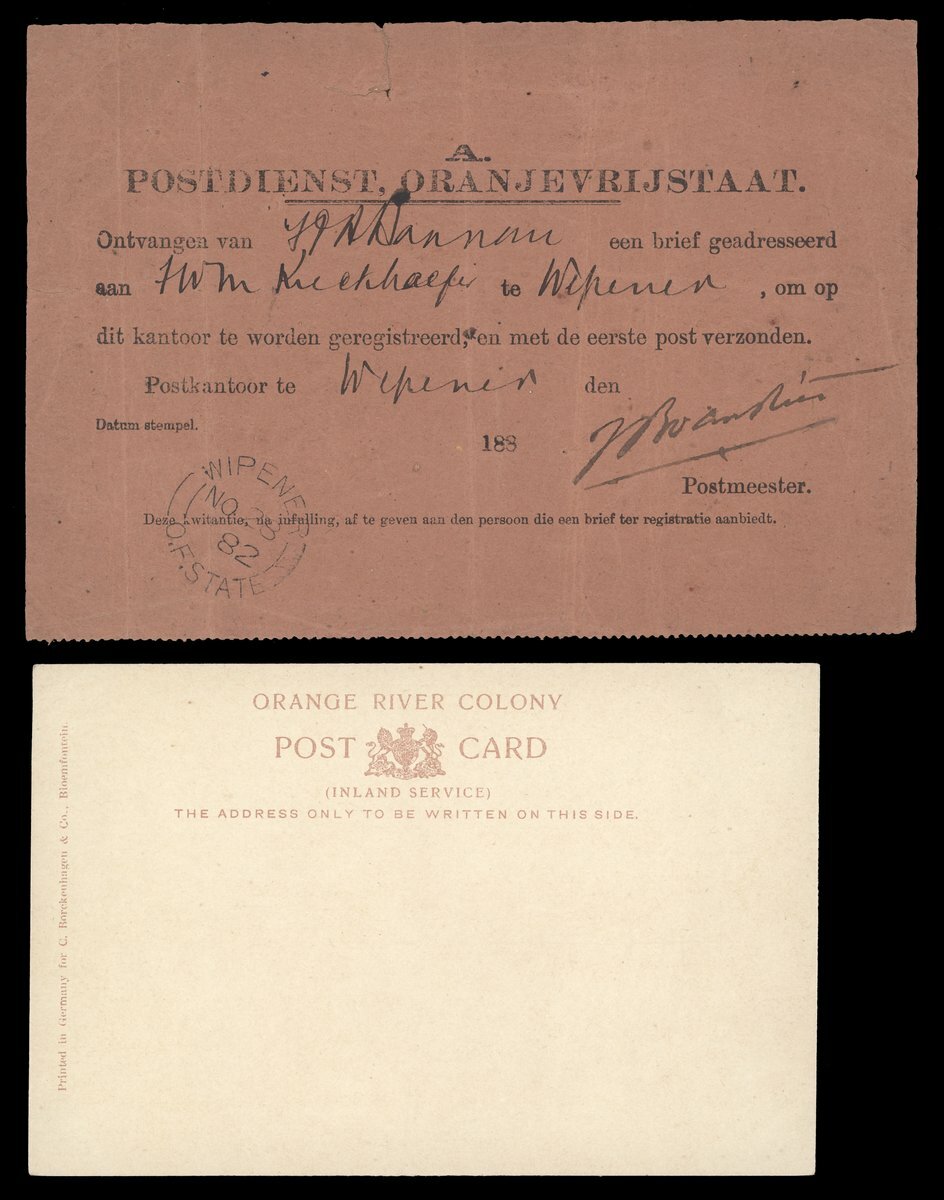 A.
POSTDIENST, ORANJEVRIJSTAAT.
Ontvangen van een brief geadresseerd
aan te Wepener , om op
dit kantoor te worden geregistreerd, en met de eerste post verzonden.
Postkantoor te Wepener den
Datum stempel.
188
Postmeester.
WIPENER
NO 23
82
O.F.STATE
Deze kwitantie, na infulling, af te geven aan den persoon die een brief ter registratie aanbiedt.
ORANGE RIVER COLONY
POST CARD
(INLAND SERVICE)
THE ADDRESS ONLY TO BE WRITTEN ON THIS SIDE.
Printed in Germany for C. Borckenhagen & Co., Bloemfontein.